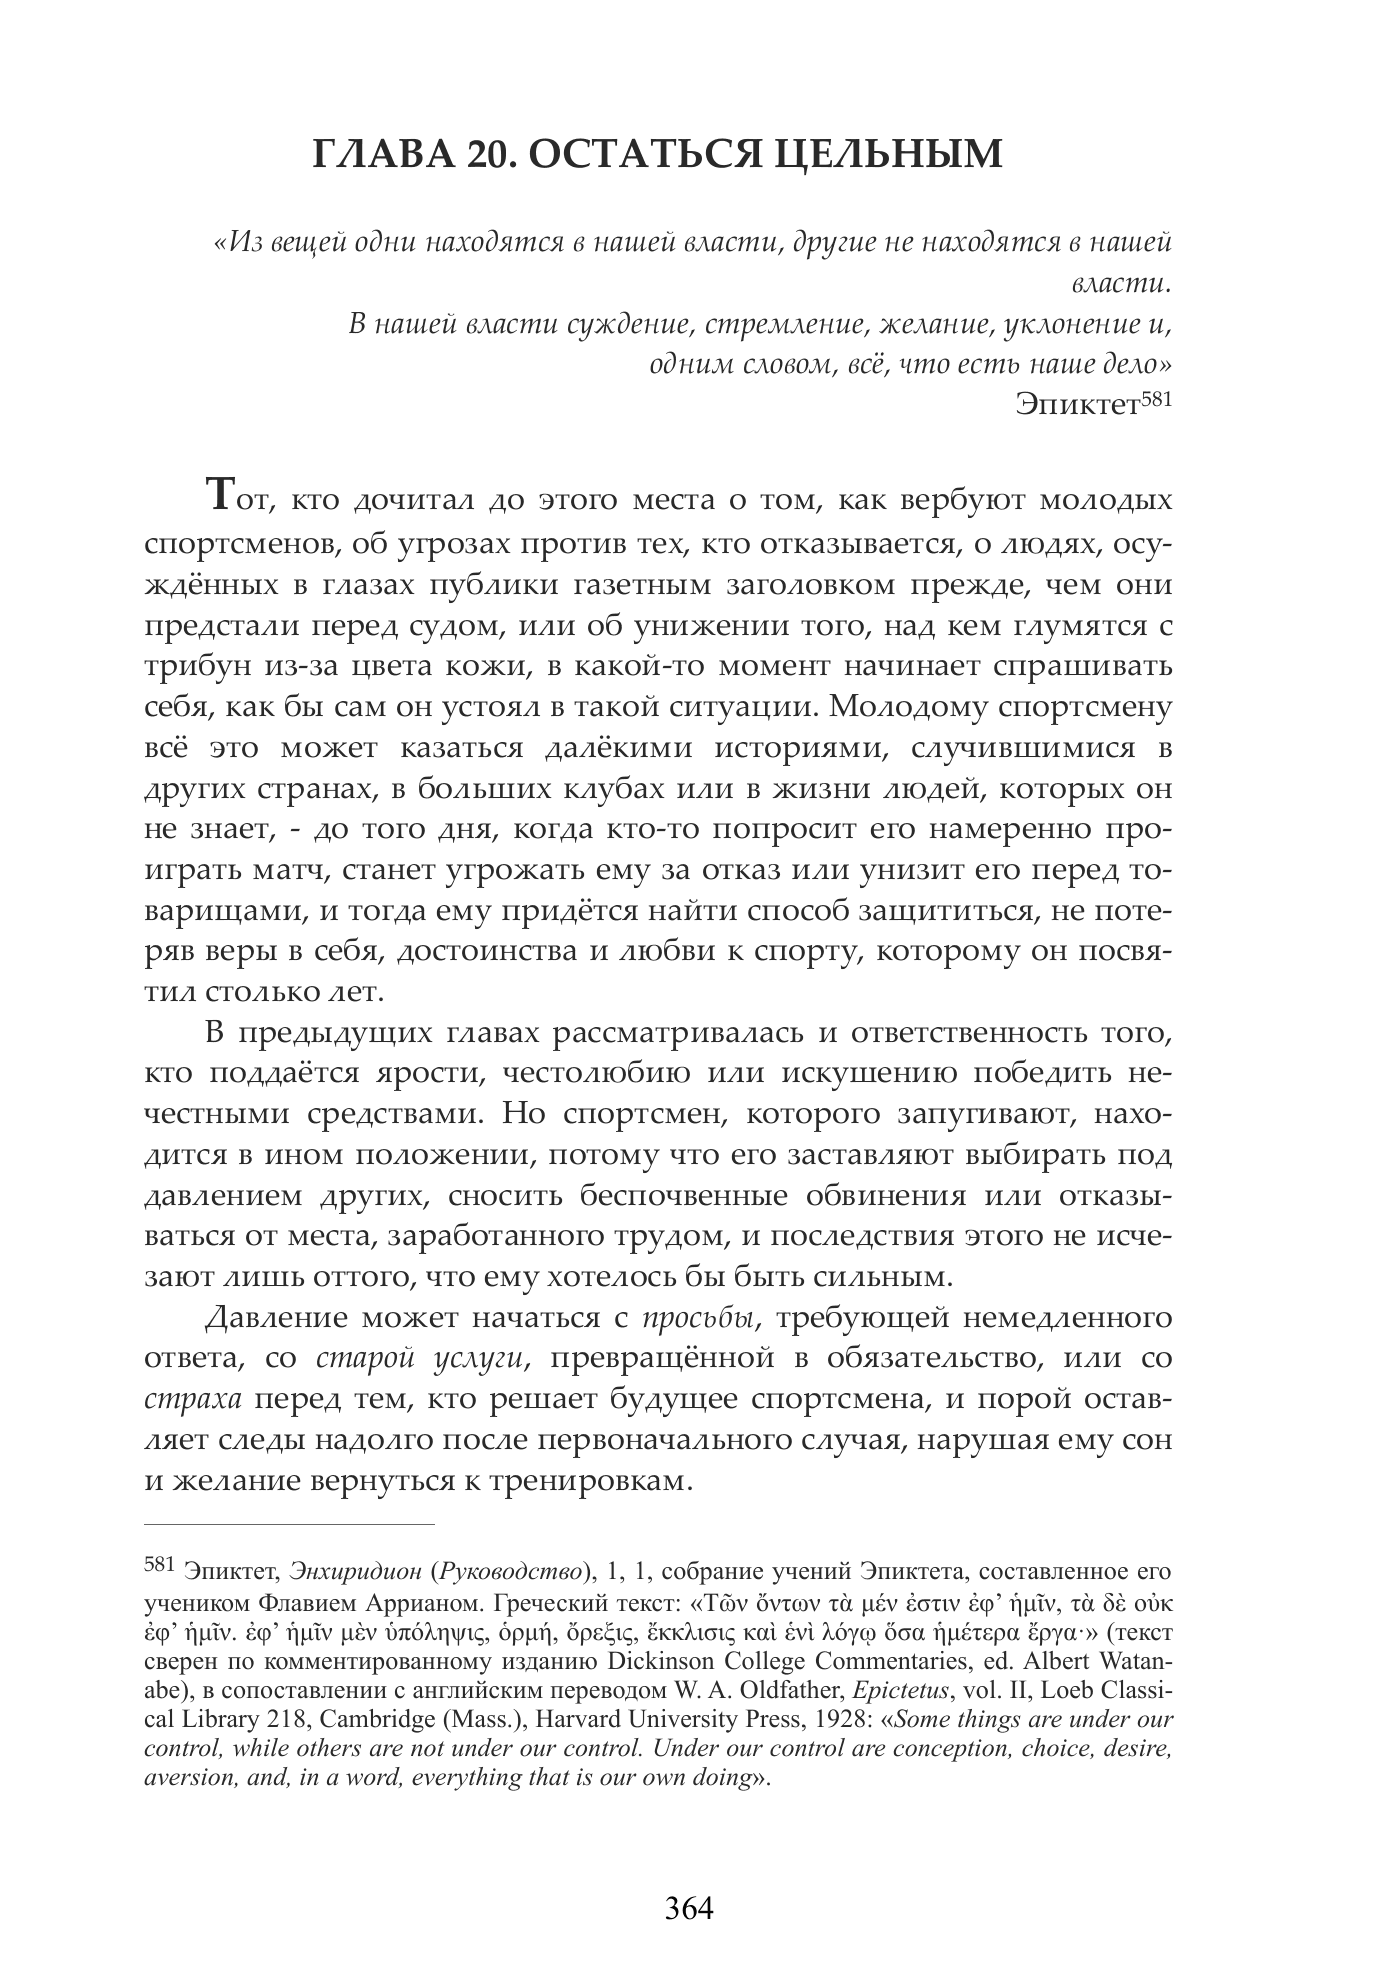 ГЛАВА 20. ОСТАТЬСЯ ЦЕЛЬНЫМ
«Из вещей одни находятся в нашей власти, другие не находятся в нашей
власти.
В нашей власти суждение, стремление, желание, уклонение и,
одним словом, всё, что есть наше дело»
Эпиктет581
Тот, кто дочитал до этого места о том, как вербуют молодых
спортсменов, об угрозах против тех, кто отказывается, о людях, осу-
ждённых в глазах публики газетным заголовком прежде, чем они
предстали перед судом, или об унижении того, над кем глумятся с
трибун из-за цвета кожи, в какой-то момент начинает спрашивать
себя, как бы сам он устоял в такой ситуации. Молодому спортсмену
всё это может казаться далёкими историями, случившимися в
других странах, в больших клубах или в жизни людей, которых он
не знает, - до того дня, когда кто-то попросит его намеренно про-
играть матч, станет угрожать ему за отказ или унизит его перед то-
варищами, и тогда ему придётся найти способ защититься, не поте-
ряв веры в себя, достоинства и любви к спорту, которому он посвя-
тил столько лет.
В предыдущих главах рассматривалась и ответственность того,
кто поддаётся ярости, честолюбию или искушению победить не-
честными средствами. Но спортсмен, которого запугивают, нахо-
дится в ином положении, потому что его заставляют выбирать под
давлением других, сносить беспочвенные обвинения или отказы-
ваться от места, заработанного трудом, и последствия этого не исче-
зают лишь оттого, что ему хотелось бы быть сильным.
Давление может начаться с просьбы, требующей немедленного
ответа, со старой услуги, превращённой в обязательство, или со
страха перед тем, кто решает будущее спортсмена, и порой остав-
ляет следы надолго после первоначального случая, нарушая ему сон
и желание вернуться к тренировкам.
581 Эпиктет, Энхиридион (Руководство), 1, 1, собрание учений Эпиктета, составленное его
учеником Флавием Аррианом. Греческий текст: «Τῶν ὄντων τὰ μέν ἐστιν ἐφ’ ἡμῖν, τὰ δὲ οὐκ
ἐφ’ ἡμῖν. ἐφ’ ἡμῖν μὲν ὑπόληψις, ὁρμή, ὄρεξις, ἔκκλισις καὶ ἑνὶ λόγῳ ὅσα ἡμέτερα ἔργα·» (текст
сверен по комментированному изданию Dickinson College Commentaries, ed. Albert Watan-
abe), в сопоставлении с английским переводом W. A. Oldfather, Epictetus, vol. II, Loeb Classi-
cal Library 218, Cambridge (Mass.), Harvard University Press, 1928: «Some things are under our
control, while others are not under our control. Under our control are conception, choice, desire,
aversion, and, in a word, everything that is our own doing».
364